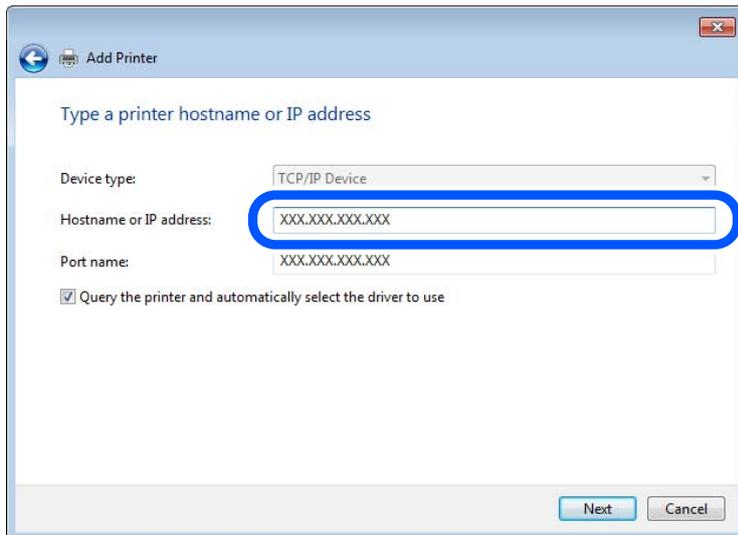 Add Printer
Type a printer hostname or IP address
Device type: TCP/IP Device
Hostname or IP address: XXX.XXX.XXX.XXX
Port name: XXX.XXX.XXX.XXX
Query the printer and automatically select the driver to use
Next Cancel